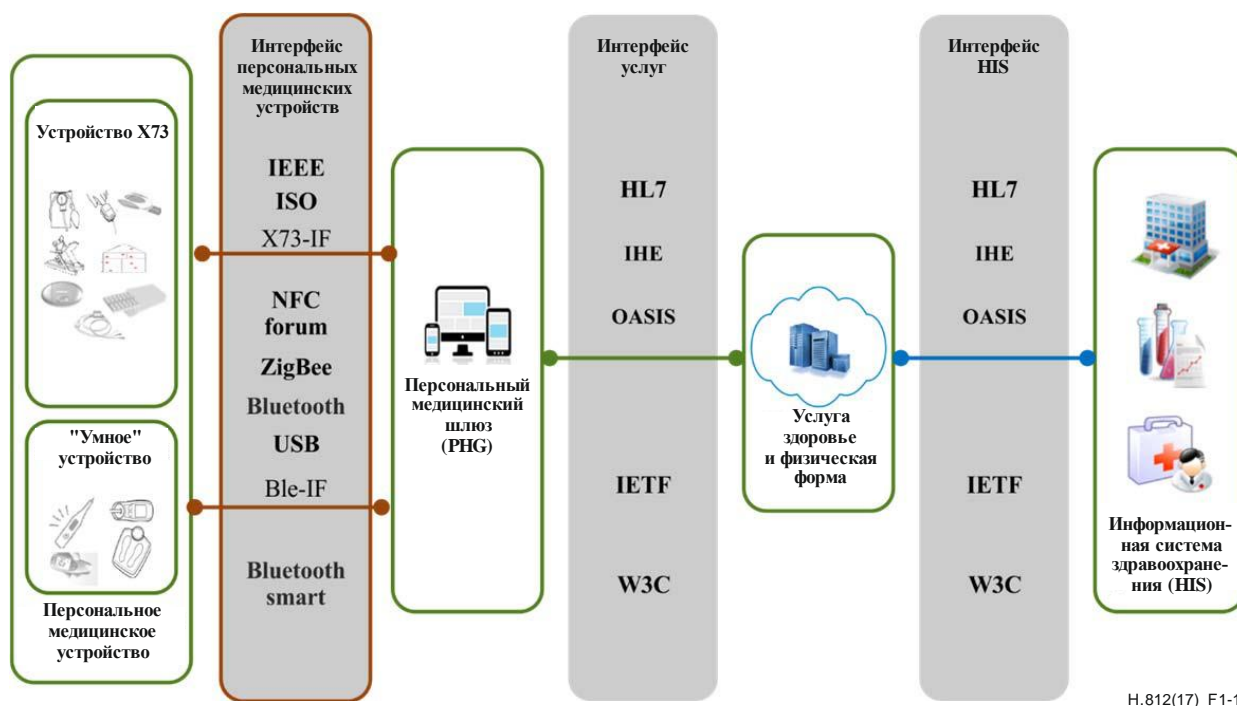 Интерфейс
персональных
медицинских
устройств
Интерфейс
услуг
Интерфейс
HIS
Устройство X73
IEEE
ISO
X73-IF
NFC
forum
ZigBee
Bluetooth
USB
Ble-IF
Bluetooth
smart
"Умное"
устройство
Персональное
медицинское
устройство
Персональный
медицинский
шлюз
(PHG)
HL7
IHE
OASIS
IETF
W3C
Услуга
здоровье
и физическая
форма
HL7
IHE
OASIS
IETF
W3C
Информацион-
ная система
здравоохране-
ния (HIS)
H.812(17)_F1-1